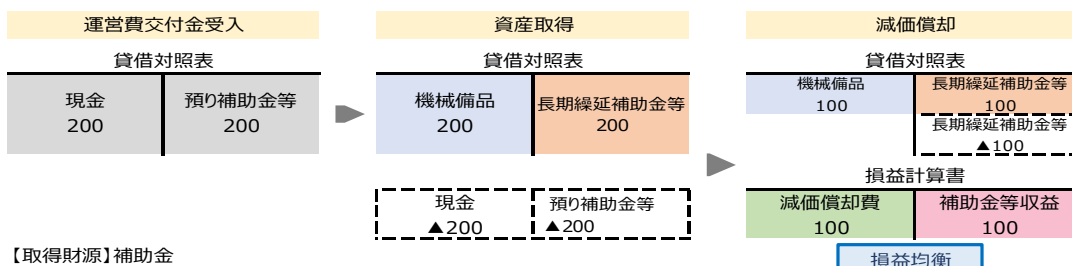 運営費交付金受入
貸借対照表
現金
200
預り補助金等
200
資産取得
貸借対照表
機械備品
200
長期繰延補助金等
200
現金
▲200
預り補助金等
▲200
減価償却
貸借対照表
機械備品
100
長期繰延補助金等
100
長期繰延補助金等
▲100
損益計算書
減価償却費
100
補助金等収益
100
損益均衡
【取得財源】補助金